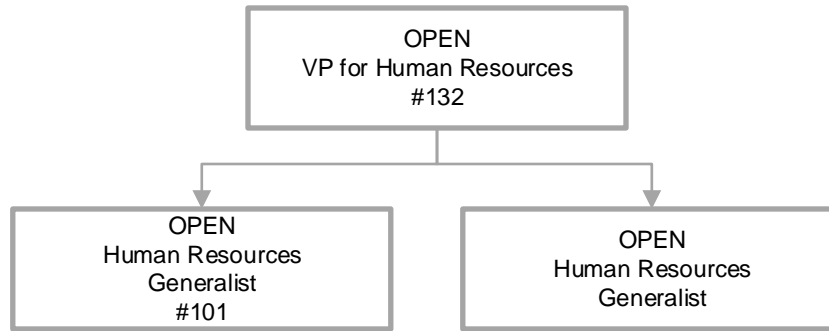 OPEN
VP for Human Resources
#132
OPEN
Human Resources
Generalist
#101
OPEN
Human Resources
Generalist